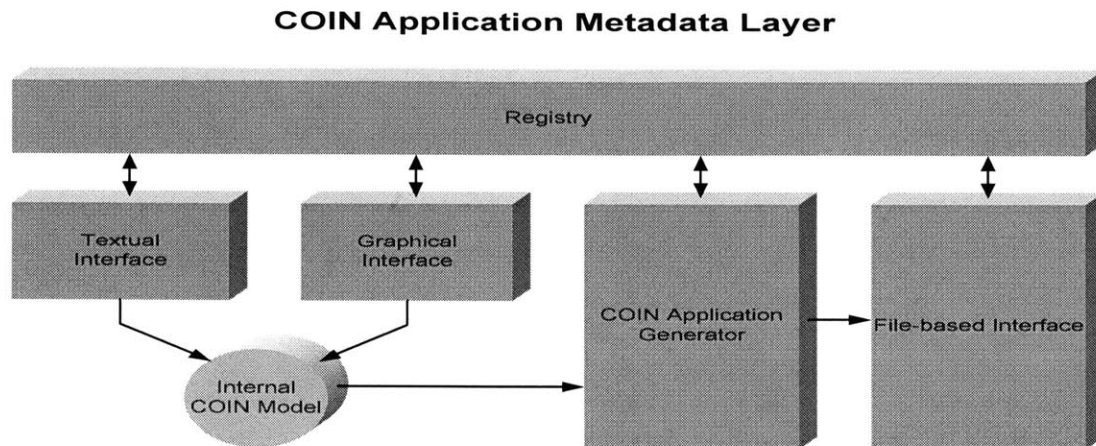 COIN Application Metadata Layer
Registry
Textual
Interface
Graphical
Interface
COIN Application
Generator
File-based Interface
Internal
COIN Model